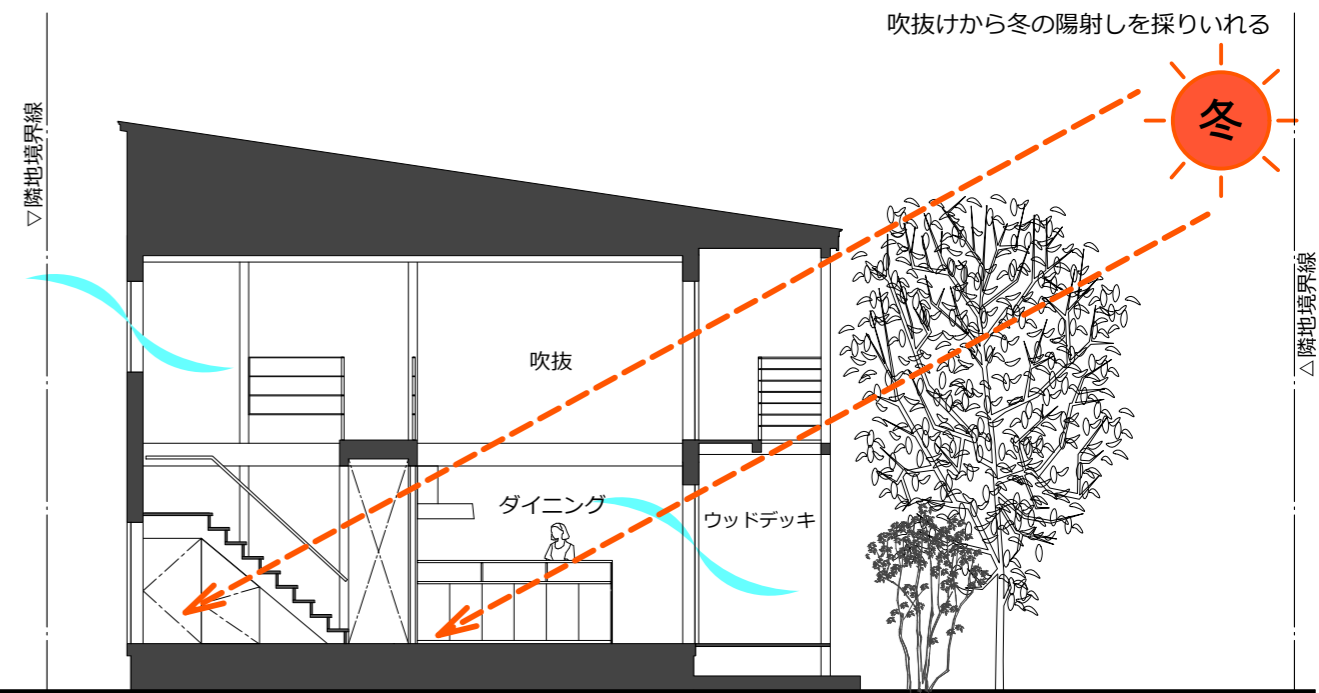 吹抜けから冬の陽射しを採りいれる
冬
▽隣地境界線
吹抜
△隣地境界線
ダイニング
ウッドデッキ